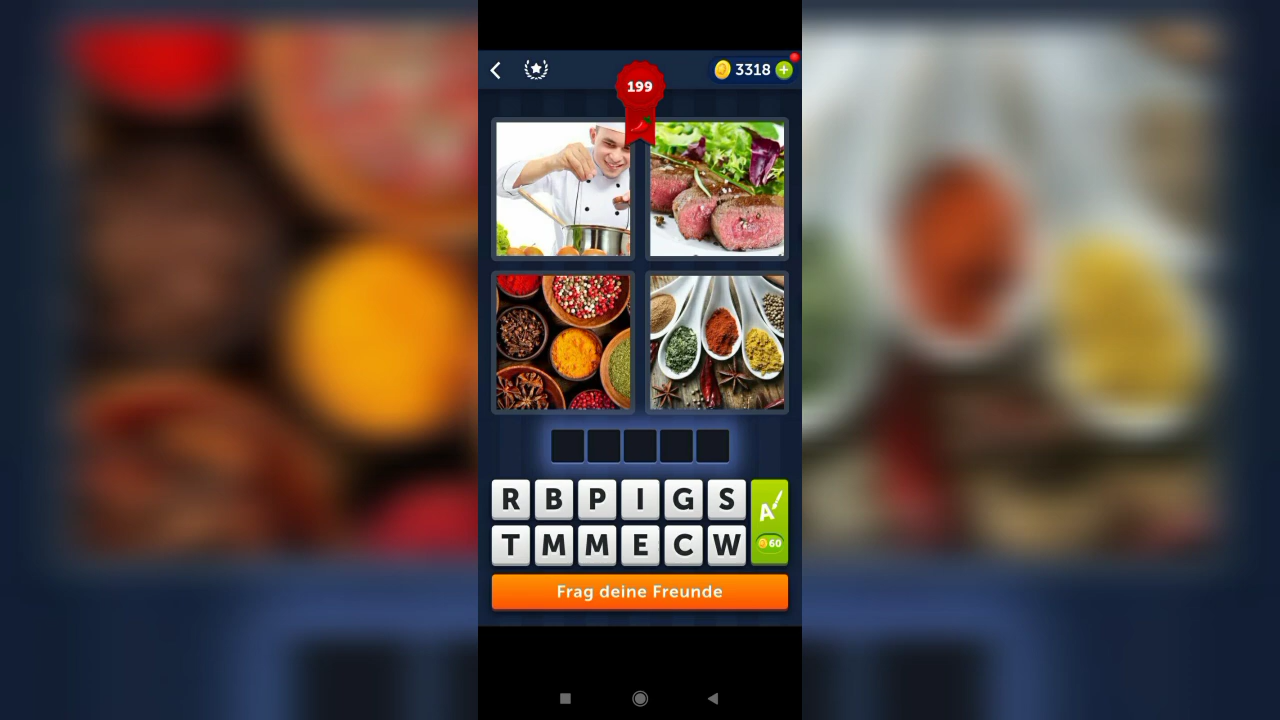 3318
199
R B P I G S
T M M E C W
A
60
Frag deine Freunde